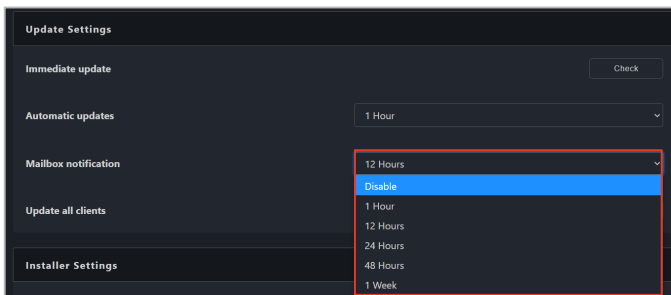 Update Settings
Immediate update
Check
Automatic updates
1 Hour
Mailbox notification
12 Hours
Disable
1 Hour
Update all clients
12 Hours
24 Hours
48 Hours
Installer Settings
1 Week